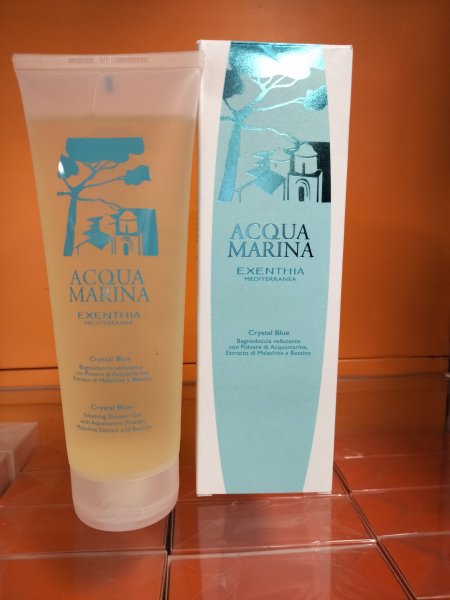 ACQUA
MARINA
EXENTHIA
MEDITERRANEA
Crystal Blue
Bagnodoccia vellutante
con Polvere di Acquamarina,
Estratto di Malachite e Betaina
Crystal Blue
Silkening Shower Gel
with Aquamarine Powder,
Malachite Extract and Betaine
ACQUA
MARINA
EXENTHIA
MEDITERRANEA
Crystal Blue
Bagnodoccia vellutante
con Polvere di Acquamarina,
Estratto di Malachite e Betaina